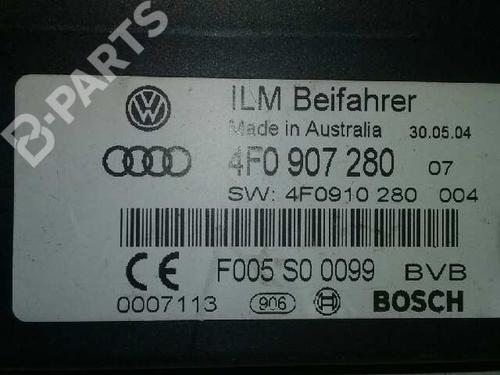 B-PARTS
ILM Beifahrer
Made in Australia 30.05.04
4F0 907 280 07
SW: 4F0910 280 004
F005 S0 0099 BVB
0007113 906 BOSCH